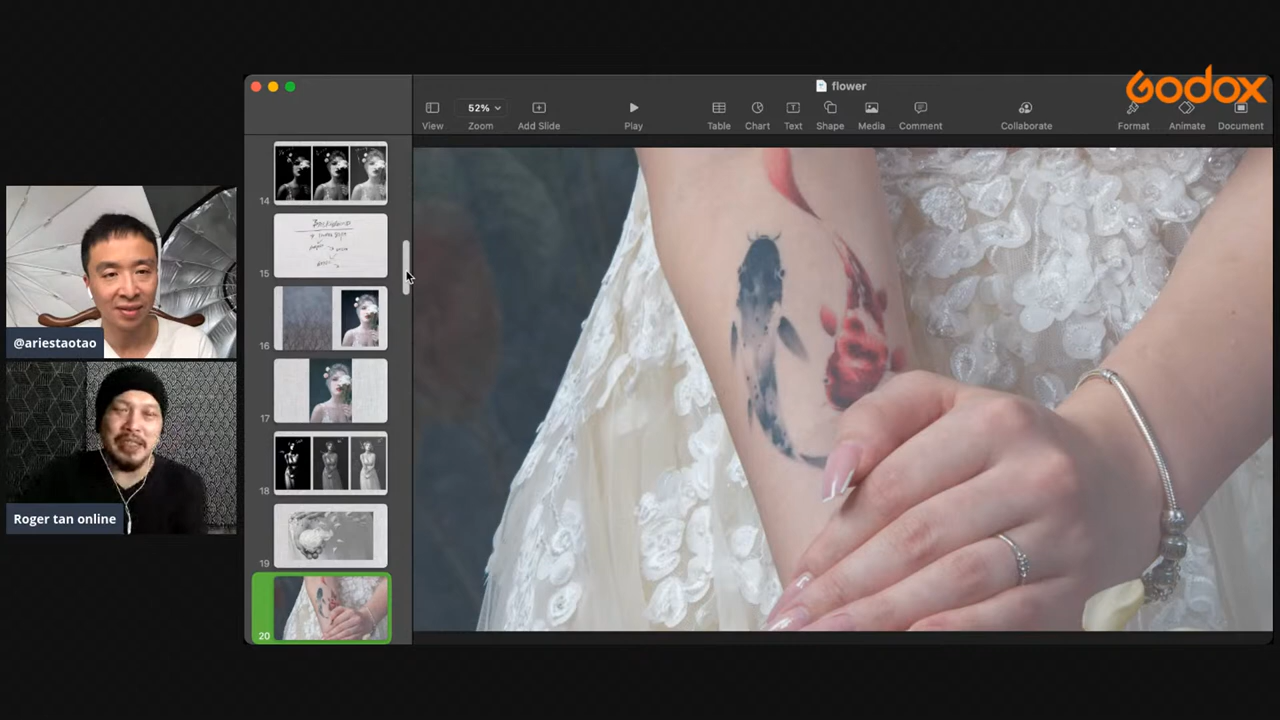 GODOX
flower
52%
View
Zoom
Add Slide
Play
Table
Chart
Text
Shape
Media
Comment
Collaborate
Format
Animate
Document
14
15
Background
16
17
18
19
20
@ariestaotao
Roger tan online